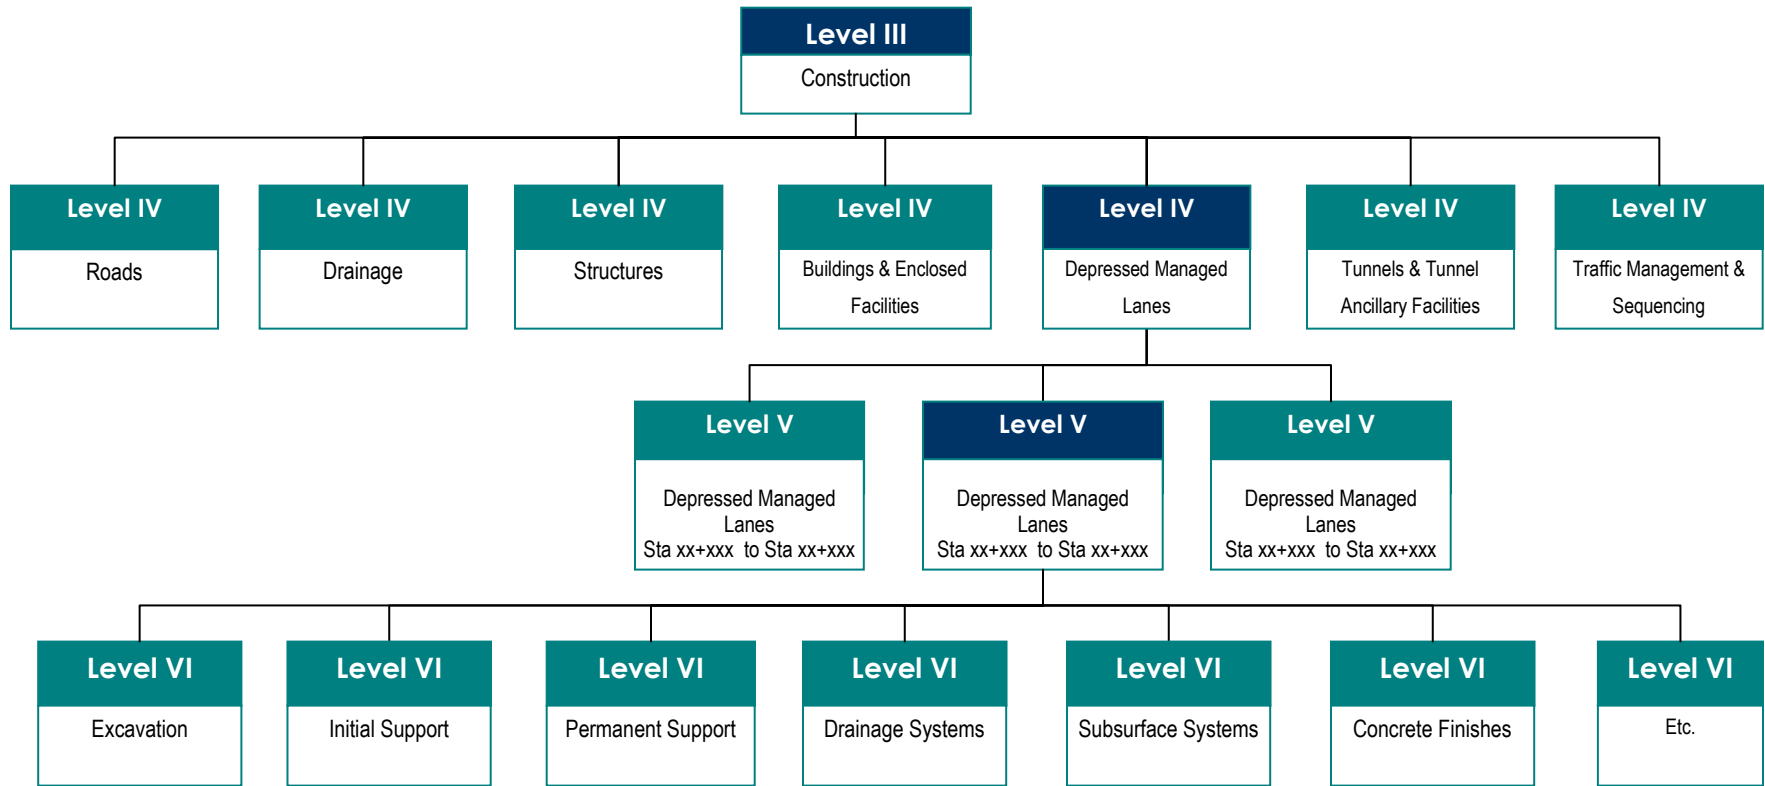 Level III
Construction
Level IV
Roads
Level IV
Drainage
Level IV
Structures
Level IV
Buildings & Enclosed
Facilities
Level IV
Depressed Managed
Lanes
Level IV
Tunnels & Tunnel
Ancillary Facilities
Level IV
Traffic Management &
Sequencing
Level V
Depressed Managed
Lanes
Sta xx+xxx to Sta xx+xxx
Level V
Depressed Managed
Lanes
Sta xx+xxx to Sta xx+xxx
Level V
Depressed Managed
Lanes
Sta xx+xxx to Sta xx+xxx
Level VI
Excavation
Level VI
Initial Support
Level VI
Permanent Support
Level VI
Drainage Systems
Level VI
Subsurface Systems
Level VI
Concrete Finishes
Level VI
Etc.